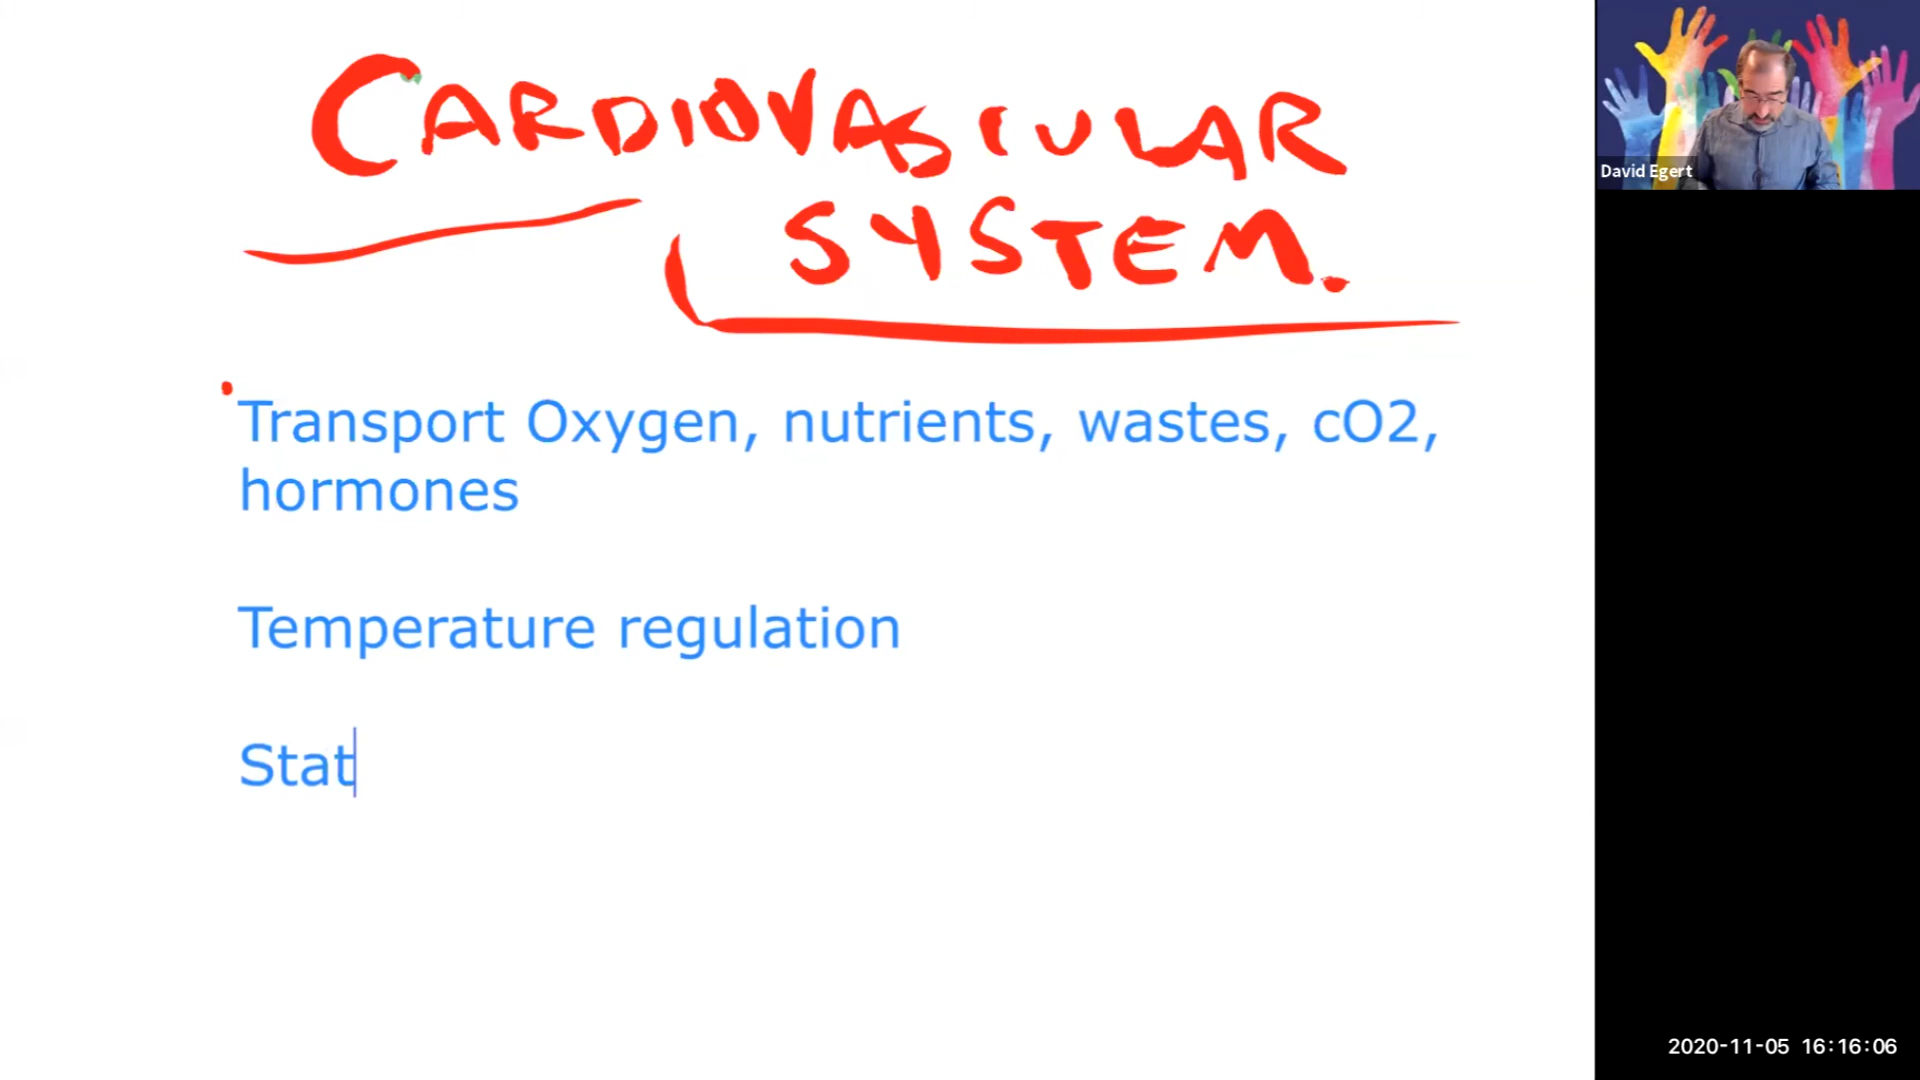 CARDIOVASCULAR
SYSTEM.
Transport Oxygen, nutrients, wastes, cO2,
hormones
Temperature regulation
Stat
David Egert
2020-11-05 16:16:06